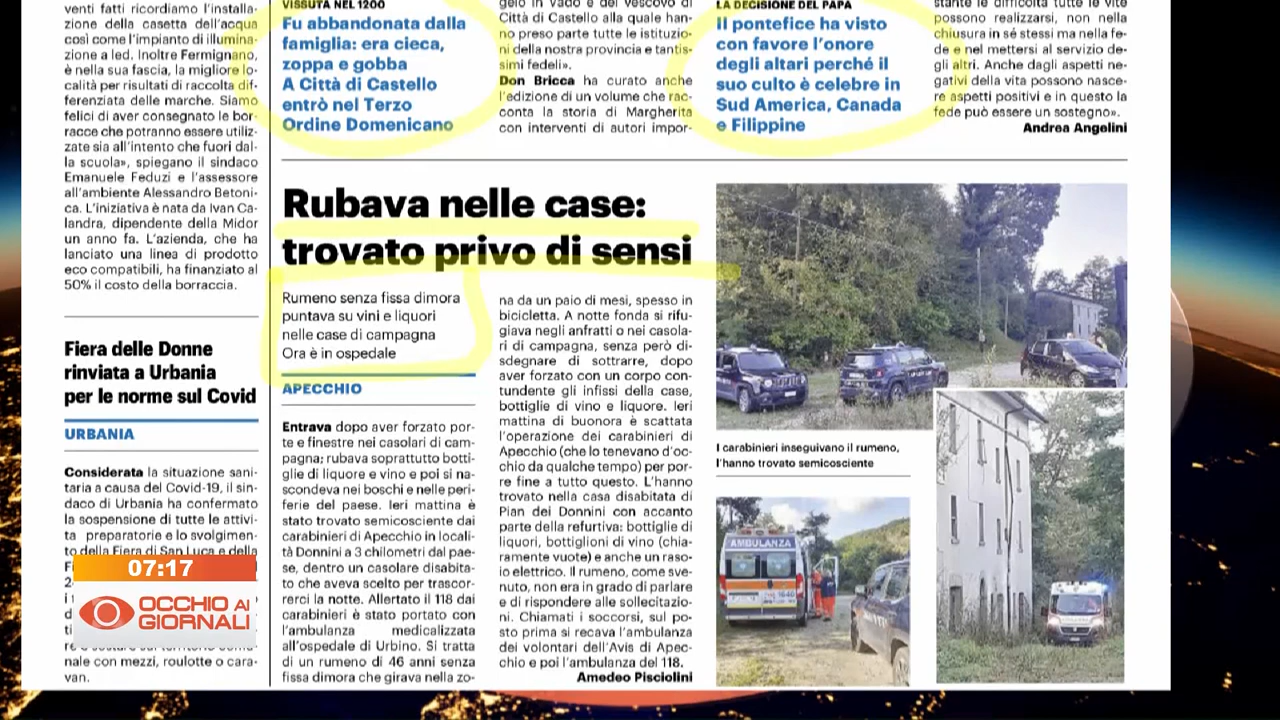 venti fatti ricordiamo l'installa-
zione della casetta dell'acqua
così come l'impianto di illumina-
zione a led. Inoltre Fermignano,
è nella sua fascia, la migliore lo-
calità per risultati di raccolta dif-
ferenziata delle marche. Siamo
felici di aver consegnato le bor-
racce che potranno essere utiliz-
zate sia all'intento che fuori dal-
la scuola», spiegano il sindaco
Emanuele Feduzi e l'assessore
all'ambiente Alessandro Betoni-
ca. L'iniziativa è nata da Ivan Ca-
landra, dipendente della Midor
un anno fa. L'azienda, che ha
lanciato una linea di prodotto
eco compatibili, ha finanziato al
50% il costo della borraccia.
Fiera delle Donne
rinviata a Urbania
per le norme sul Covid
URBANIA
Considerata la situazione sani-
taria a causa del Covid-19, il sin-
daco di Urbania ha confermato
la sospensione di tutte le attivi-
ta preparatorie e lo svolgimen-
to della Fiera di San Luca e della
nale con mezzi, roulotte o cara-
van.
07:17
OCCHIO AI
GIORNALI
VISSUTA NEL 1200
Fu abbandonata dalla
famiglia: era cieca,
zoppa e gobba
A Città di Castello
entrò nel Terzo
Ordine Domenicano
gelo in Vado e del vescovo di
Città di Castello alla quale han-
no preso parte tutte le istituzio-
ni della nostra provincia e tantis-
simi fedeli».
Don Bricca ha curato anche
l'edizione di un volume che rac-
conta la storia di Margherita
con interventi di autori impor-
LA DECISIONE DEL PAPA
Il pontefice ha visto
con favore l'onore
degli altari perché il
suo culto è celebre in
Sud America, Canada
e Filippine
stante le difficoltà tutte le vite
possono realizzarsi, non nella
chiusura in sé stessi ma nella fe-
de e nel mettersi al servizio de-
gli altri. Anche dagli aspetti ne-
gativi della vita possono nasce-
re aspetti positivi e in questo la
fede può essere un sostegno».
Andrea Angelini
Rubava nelle case:
trovato privo di sensi
Rumeno senza fissa dimora
puntava su vini e liquori
nelle case di campagna
Ora è in ospedale
APECCHIO
Entrava dopo aver forzato por-
te e finestre nei casolari di cam-
pagna; rubava soprattutto botti-
glie di liquore e vino e poi si na-
scondeva nei boschi e nelle peri-
ferie del paese. Ieri mattina è
stato trovato semicosciente dai
carabinieri di Apecchio in locali-
tà Donnini a 3 chilometri dal pae-
se, dentro un casolare disabita-
to che aveva scelto per trascor-
rerci la notte. Allertato il 118 dai
carabinieri è stato portato con
l'ambulanza medicalizzata
all'ospedale di Urbino. Si tratta
di un rumeno di 46 anni senza
fissa dimora che girava nella zo-
na da un paio di mesi, spesso in
bicicletta. A notte fonda si rifu-
giava negli anfratti o nei casola-
ri di campagna, senza però di-
sdegnare di sottrarre, dopo
aver forzato con un corpo con-
tundente gli infissi della case,
bottiglie di vino e liquore. Ieri
mattina di buonora è scattata
l'operazione dei carabinieri di
Apecchio (che lo tenevano d'oc-
chio da qualche tempo) per por-
re fine a tutto questo. L'hanno
trovato nella casa disabitata di
Pian dei Donnini con accanto
parte della refurtiva: bottiglie di
liquori, bottiglioni di vino (chia-
ramente vuote) e anche un raso-
io elettrico. Il rumeno, come sve-
nuto, non era in grado di parlare
e di rispondere alle sollecitazio-
ni. Chiamati i soccorsi, sul po-
sto prima si recava l'ambulanza
dei volontari dell'Avis di Apec-
chio e poi l'ambulanza del 118.
Amedeo Pisciolini
I carabinieri inseguivano il rumeno,
l'hanno trovato semicosciente
AMBULANZA